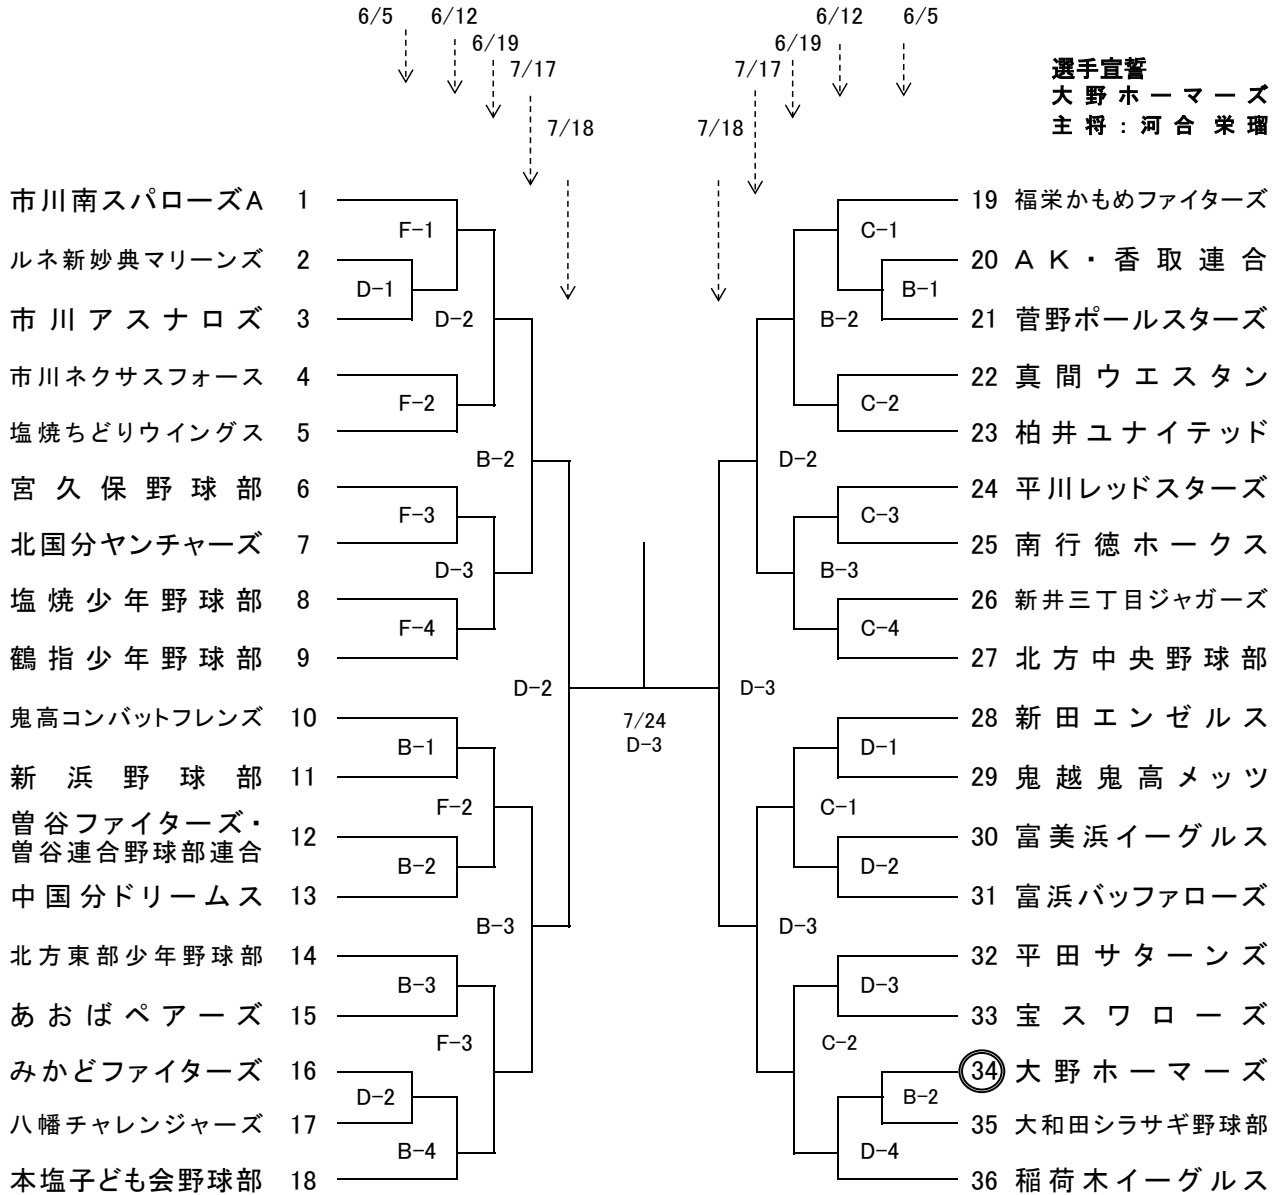 6/5 6/12 6/19 7/17 7/18
7/18 7/17 6/19 6/12 6/5
選手宣誓
大野ホーマーズ
主将:河合 栄瑠
市川南スパローズA 1
ルネ新妙典マリーンズ 2
市川アスナロズ 3
市川ネクサスフォース 4
塩焼ちどりウイングス 5
宮久保野球部 6
北国分ヤンチャーズ 7
塩焼少年野球部 8
鶴指少年野球部 9
鬼高コンバットフレンズ 10
新浜野球部 11
曽谷ファイターズ・
曽谷連合野球部連合 12
中国分ドリームス 13
北方東部少年野球部 14
あおばペアーズ 15
みかどファイターズ 16
八幡チャレンジャーズ 17
本塩子ども会野球部 18
F-1
D-1
D-2
F-2
B-2
F-3
D-3
F-4
D-2
B-1
F-2
B-2
B-3
B-3
F-3
D-2
B-4
7/24
D-3
19 福栄かもめファイターズ
20 AK・香取連合
21 菅野ポールスターズ
22 真間ウエスタン
23 柏井ユナイテッド
24 平川レッドスターズ
25 南行徳ホークス
26 新井三丁目ジャガーズ
27 北方中央野球部
28 新田エンゼルス
29 鬼越鬼高メッツ
30 富美浜イーグルス
31 富浜バッファローズ
32 平田サターンズ
33 宝スワローズ
34 大野ホーマーズ
35 大和田シラサギ野球部
36 稲荷木イーグルス
C-1
B-1
B-2
C-2
D-2
C-3
B-3
C-4
D-3
D-1
C-1
D-2
D-3
D-3
C-2
B-2
D-4